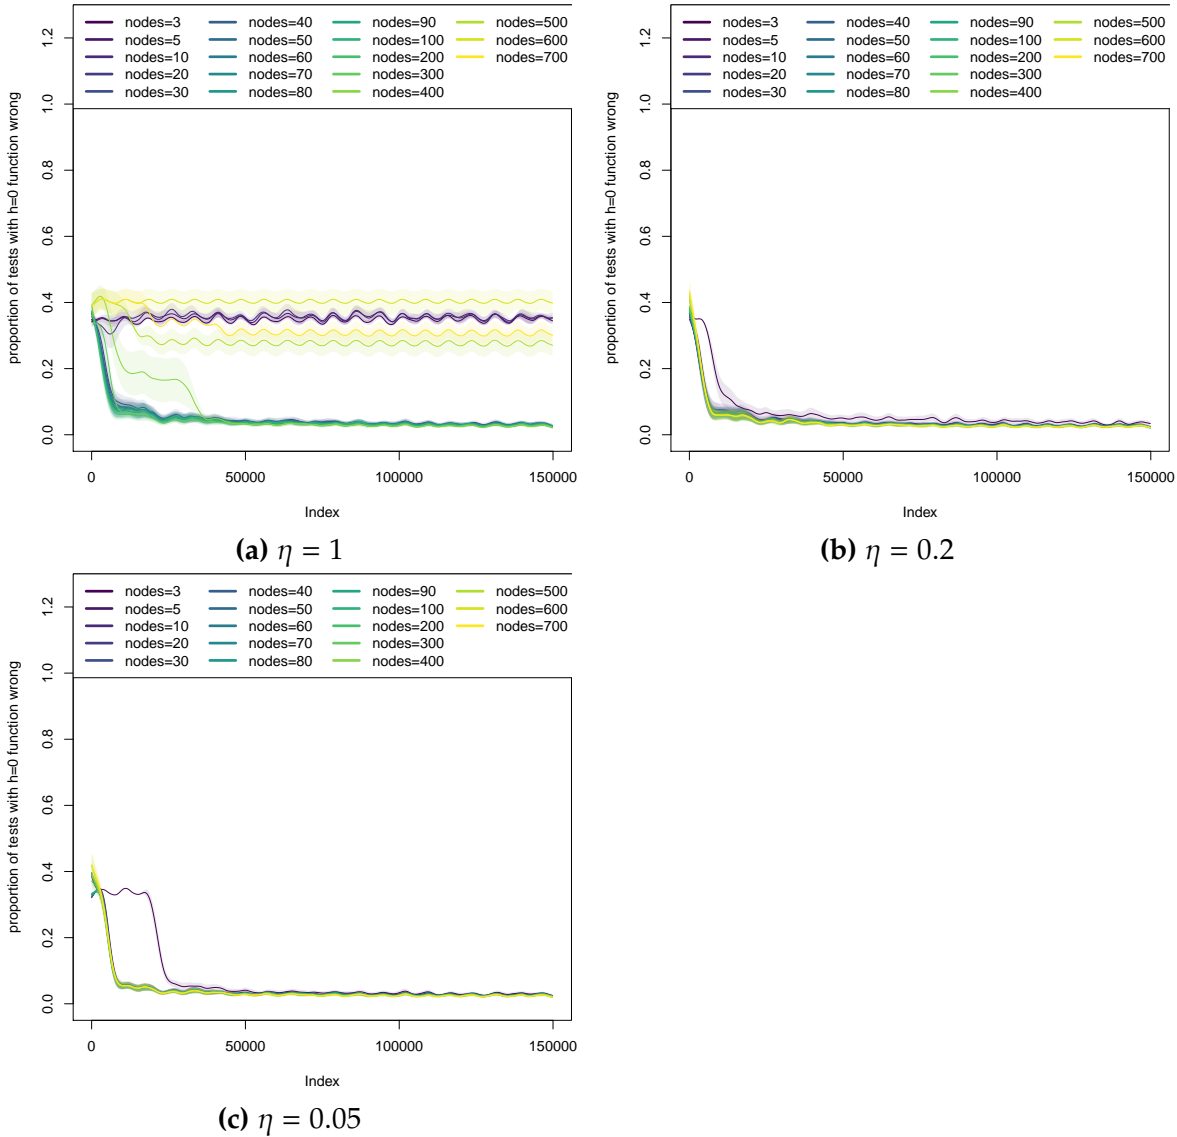 nodes=3 nodes=40 nodes=90 nodes=500
nodes=5 nodes=50 nodes=100 nodes=600
nodes=10 nodes=60 nodes=200 nodes=700
nodes=20 nodes=70 nodes=300
nodes=30 nodes=80 nodes=400
proportion of tests with h=0 function wrong
1.2
1.0
0.8
0.6
0.4
0.2
0.0
0 50000 100000 150000
Index
(a) η = 1
nodes=3 nodes=40 nodes=90 nodes=500
nodes=5 nodes=50 nodes=100 nodes=600
nodes=10 nodes=60 nodes=200 nodes=700
nodes=20 nodes=70 nodes=300
nodes=30 nodes=80 nodes=400
proportion of tests with h=0 function wrong
1.2
1.0
0.8
0.6
0.4
0.2
0.0
0 50000 100000 150000
Index
(b) η = 0.2
nodes=3 nodes=40 nodes=90 nodes=500
nodes=5 nodes=50 nodes=100 nodes=600
nodes=10 nodes=60 nodes=200 nodes=700
nodes=20 nodes=70 nodes=300
nodes=30 nodes=80 nodes=400
proportion of tests with h=0 function wrong
1.2
1.0
0.8
0.6
0.4
0.2
0.0
0 50000 100000 150000
Index
(c) η = 0.05